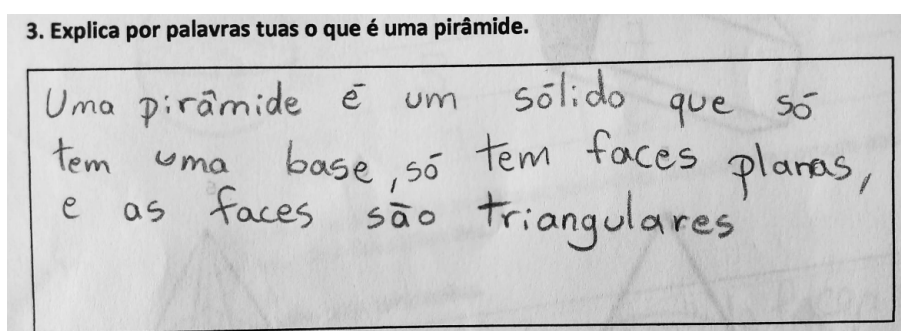 3. Explica por palavras tuas o que é uma pirâmide.
Uma pirâmide é um sólido que só
tem uma base, só tem faces planas,
e as faces são triangulares